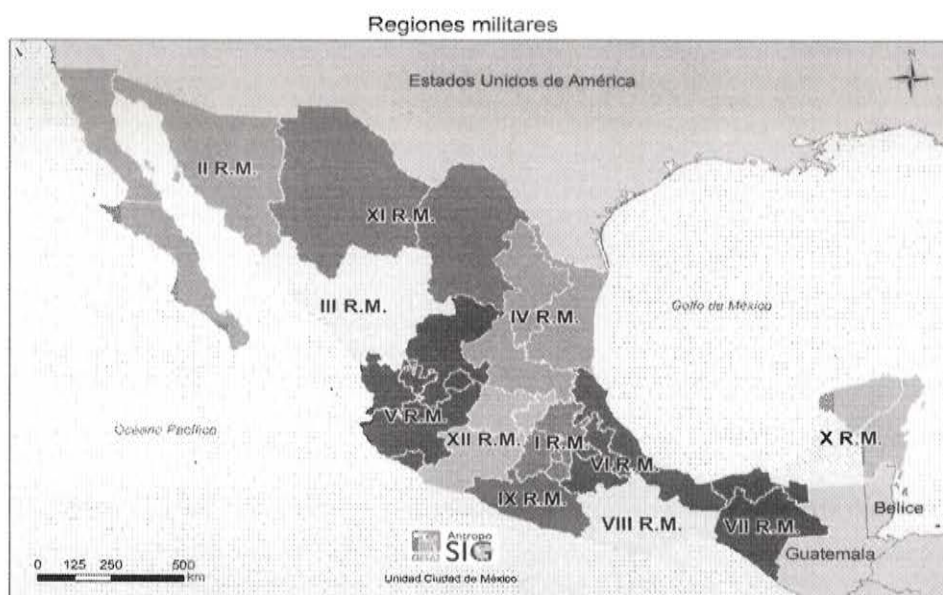 Regiones militares
N
Estados Unidos de América
II R.M.
XI R.M.
III R.M.
IV R.M.
Golfo de México
Océano Pacífico
V R.M.
XII R.M.
I R.M.
X R.M.
VI R.M.
IX R.M.
VIII R.M.
VII R.M.
Belice
Guatemala
Antropo
SIG
CIESAS
Unidad Ciudad de México
0 125 250 500
km